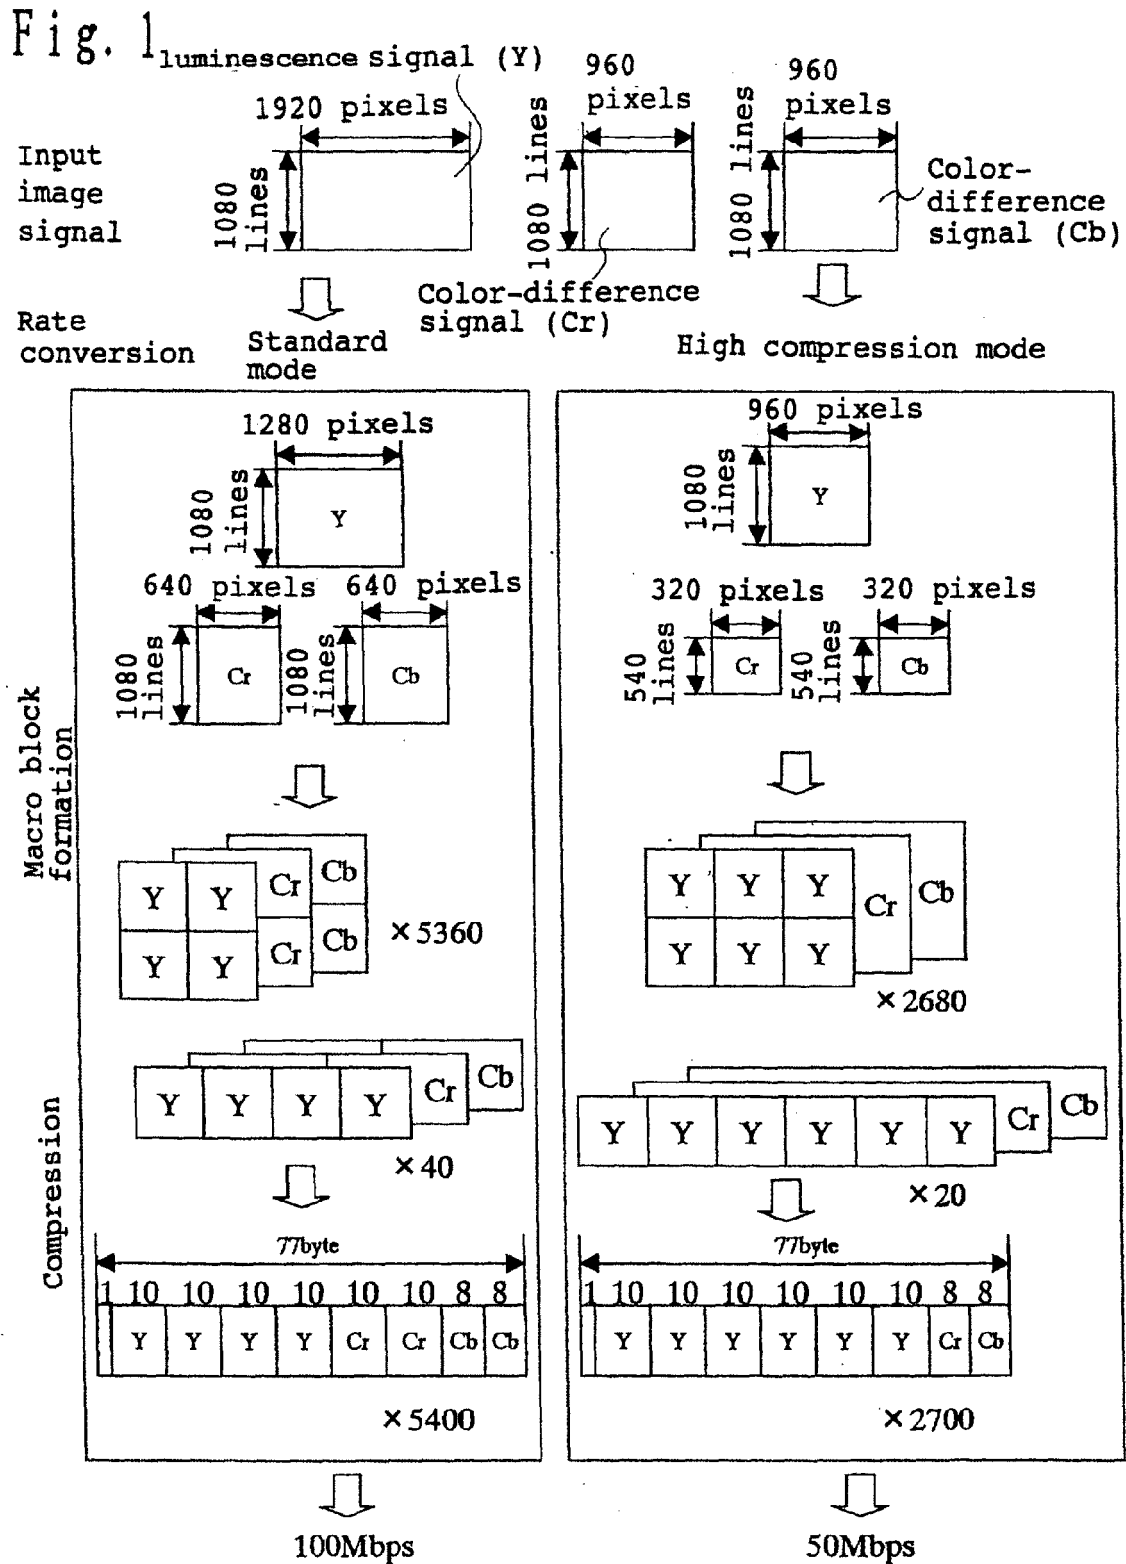 Fig. 1
luminescence signal (Y)
1920 pixels
960 pixels
960 pixels
Input image signal
1080 lines
1080 lines
1080 lines
Color-difference signal (Cb)
Color-difference signal (Cr)
Rate conversion
Standard mode
High compression mode
1280 pixels
1080 lines
Y
640 pixels
640 pixels
1080 lines
Cr
1080 lines
Cb
960 pixels
1080 lines
Y
320 pixels
320 pixels
540 lines
Cr
540 lines
Cb
Macro block formation
Y Y Cr Cb
Y Y Cr Cb
×5360
Y Y Y Cr Cb
Y Y Y
×2680
Compression
Y Y Y Y Cr Cb
×40
Y Y Y Y Y Y Cr Cb
×20
77byte
1 10 10 10 10 10 10 8 8
Y Y Y Y Cr Cr Cb Cb
×5400
77byte
1 10 10 10 10 10 10 8 8
Y Y Y Y Y Y Cr Cb
×2700
100Mbps
50Mbps